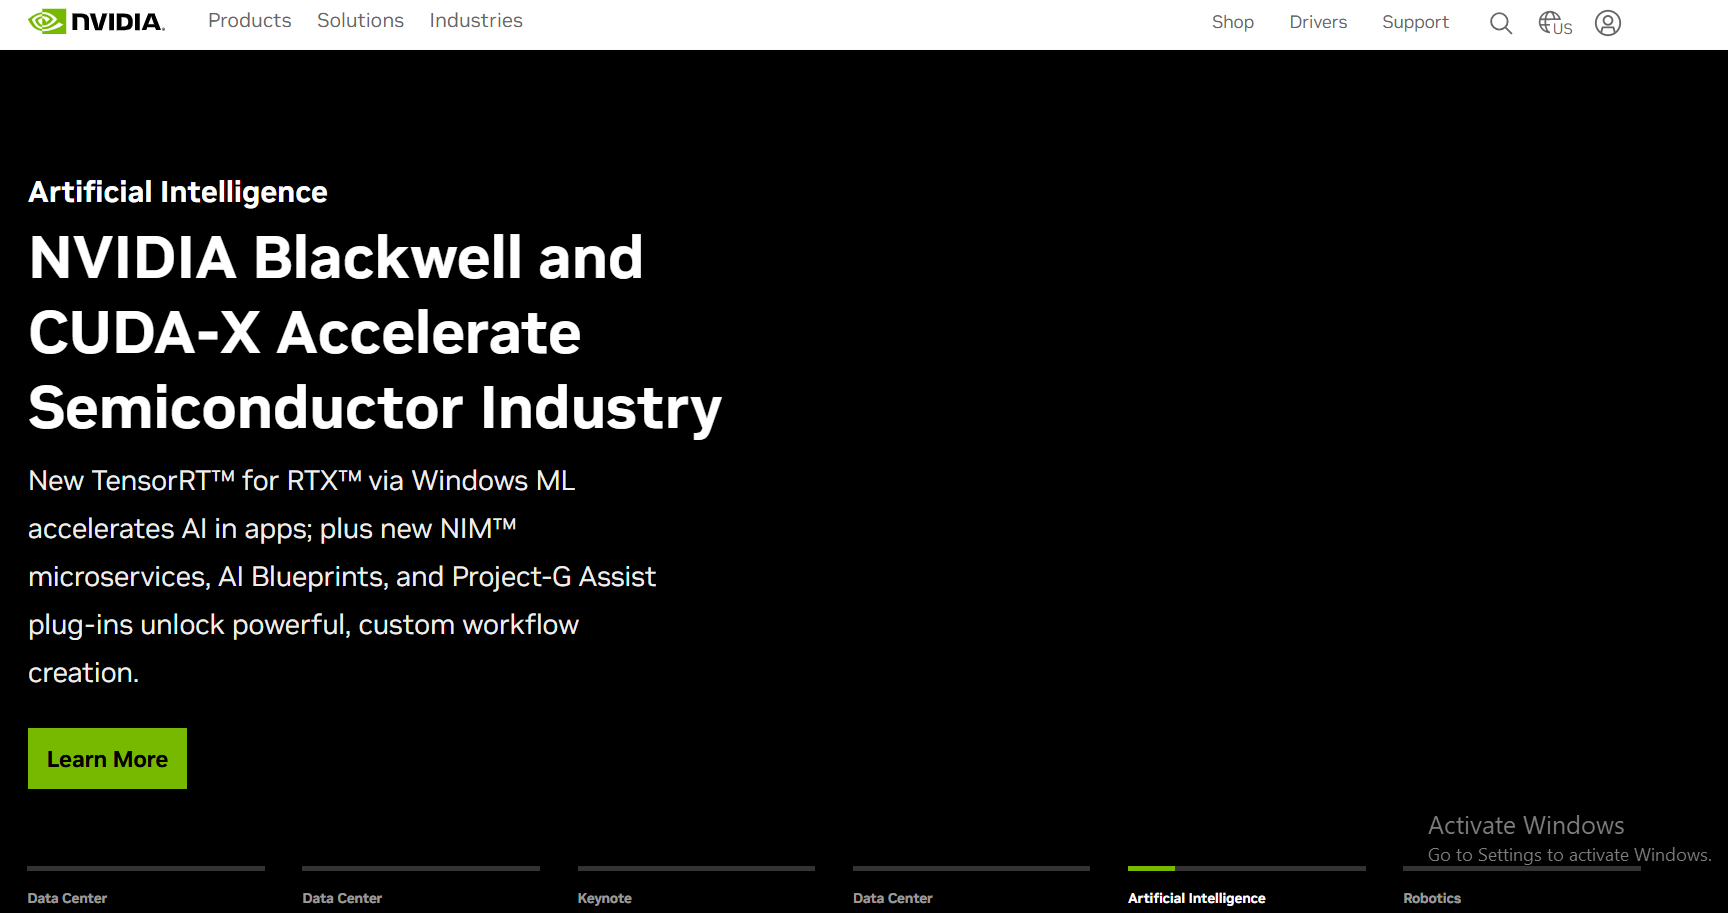 NVIDIA.
Products Solutions Industries
Shop Drivers Support US
Artificial Intelligence
NVIDIA Blackwell and
CUDA-X Accelerate
Semiconductor Industry
New TensorRT™ for RTX™ via Windows ML
accelerates AI in apps; plus new NIM™
microservices, AI Blueprints, and Project-G Assist
plug-ins unlock powerful, custom workflow
creation.
Learn More
Activate Windows
Go to Settings to activate Windows.
Data Center Data Center Keynote Data Center Artificial Intelligence Robotics